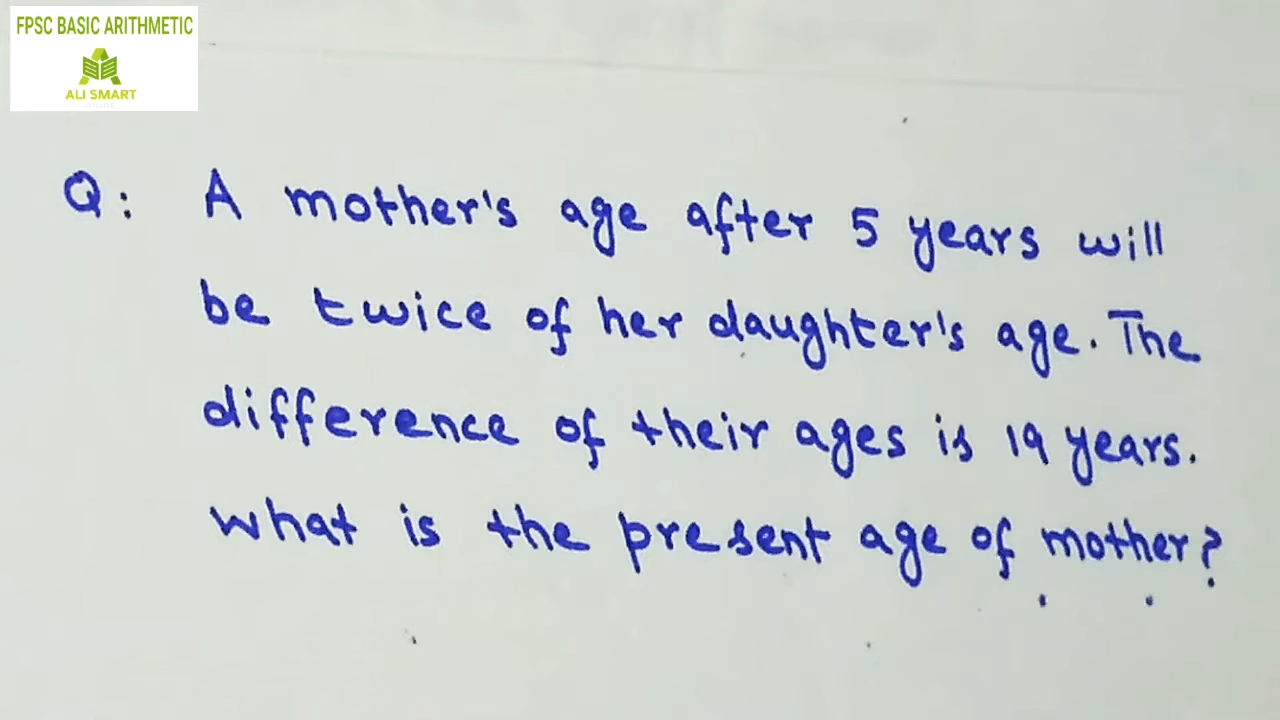 FPSC BASIC ARITHMETIC
ALI SMART
GUIDE
Q: A mother's age after 5 years will
be twice of her daughter's age. The
difference of their ages is 19 years.
What is the present age of mother?